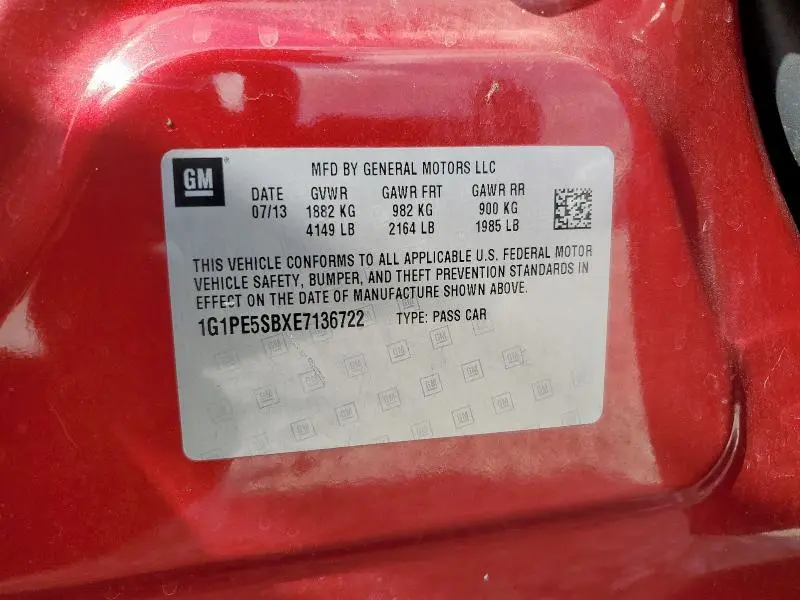 GM
MFD BY GENERAL MOTORS LLC
DATE GVWR GAWR FRT GAWR RR
07/13 1882 KG 982 KG 900 KG
4149 LB 2164 LB 1985 LB
THIS VEHICLE CONFORMS TO ALL APPLICABLE U.S. FEDERAL MOTOR
VEHICLE SAFETY, BUMPER, AND THEFT PREVENTION STANDARDS IN
EFFECT ON THE DATE OF MANUFACTURE SHOWN ABOVE.
1G1PE5SBXE7136722 TYPE: PASS CAR